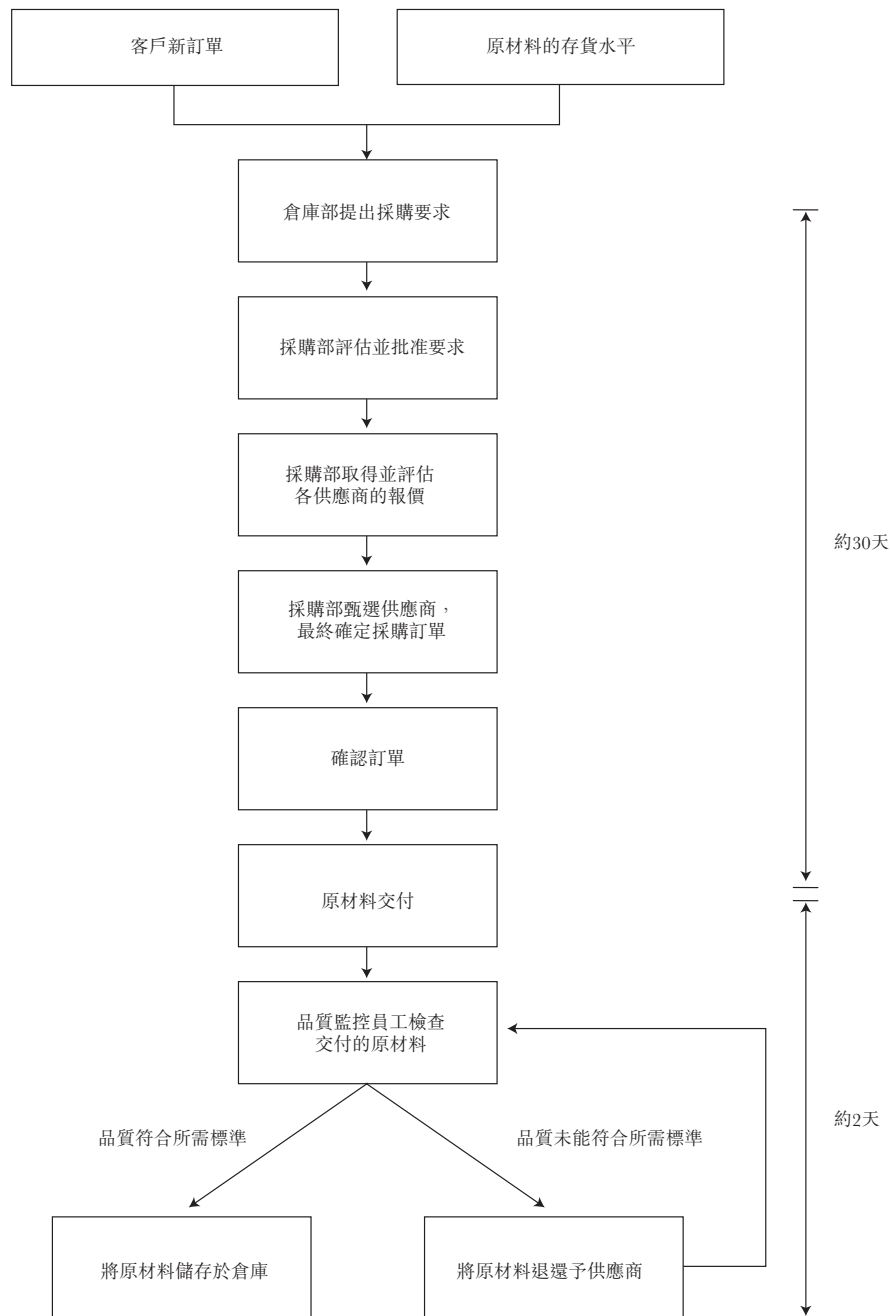 客戶新訂單
原材料的存貨水平
倉庫部提出採購要求
採購部評估並批准要求
採購部取得並評估
各供應商的報價
約30天
採購部甄選供應商，
最終確定採購訂單
確認訂單
原材料交付
品質監控員工檢查
交付的原材料
約2天
品質符合所需標準
品質未能符合所需標準
將原材料儲存於倉庫
將原材料退還予供應商